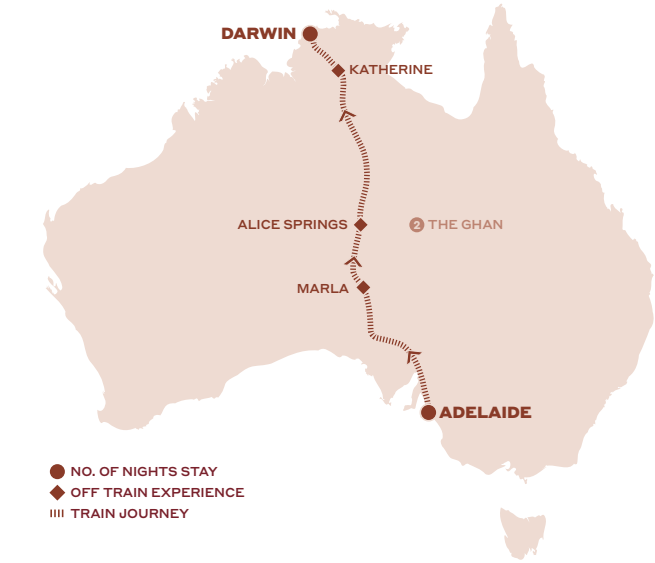 DARWIN
KATHERINE
ALICE SPRINGS
2 THE GHAN
MARLA
ADELAIDE
NO. OF NIGHTS STAY
OFF TRAIN EXPERIENCE
TRAIN JOURNEY